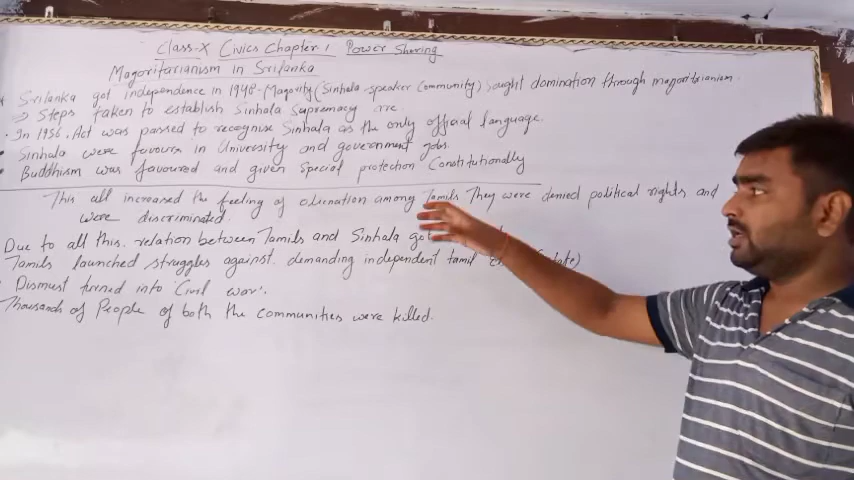 Class-X Civics Chapter 1 Power Sharing
Magoritarianism in Srilanka
Srilanka got independence in 1948- Magority (Sinhala-speaker Community) sought domination through majoritarianism.
⇒ Steps taken to establish Sinhala Supremacy are
• In 1956, Act was passed to recognise Sinhala as the only official language.
Sinhala were favours in University and government jobs.
• Buddhism was favoured and given special protection Constitutionally
This all increased the feeling of alienation among Tamils They were denied political rights and
were discriminated.
Due to all this, relation between Tamils and Sinhala got
Tamils launched struggles against demanding independent tamil
Dismust turned into 'Civil war'.
Thousands of People of both the communities were killed.